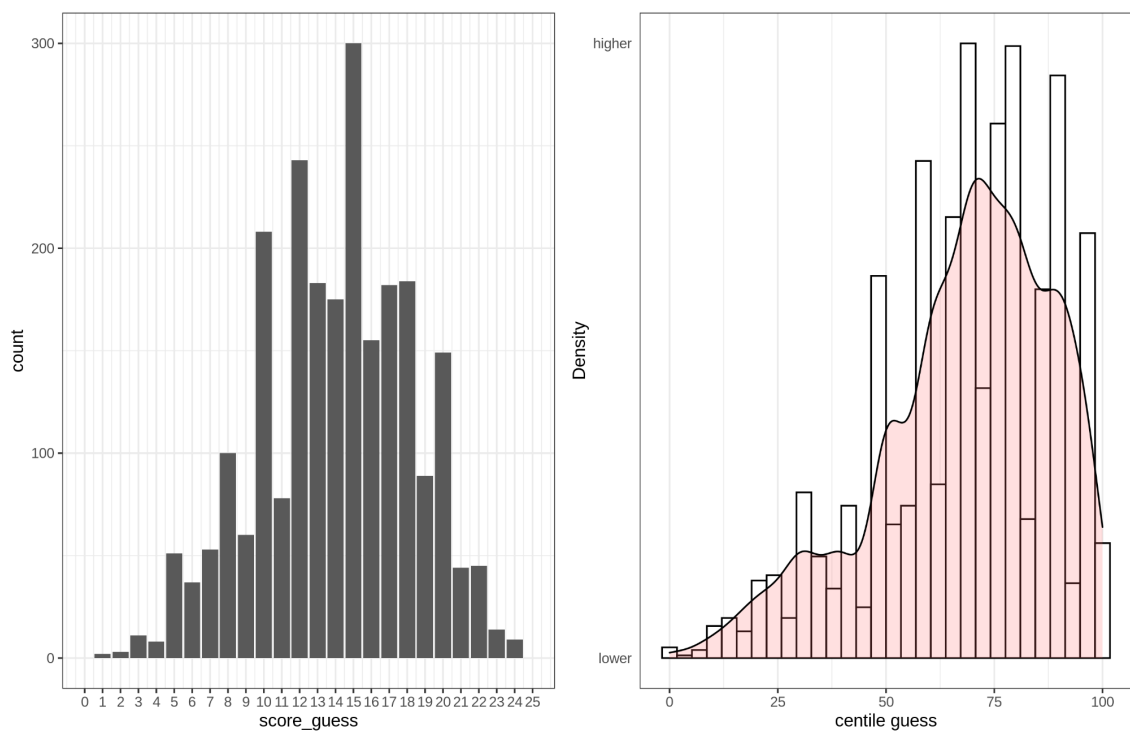 300
200
100
0
count
0 1 2 3 4 5 6 7 8 9 10 11 12 13 14 15 16 17 18 19 20 21 22 23 24 25
score_guess
higher
lower
Density
0 25 50 75 100
centile guess